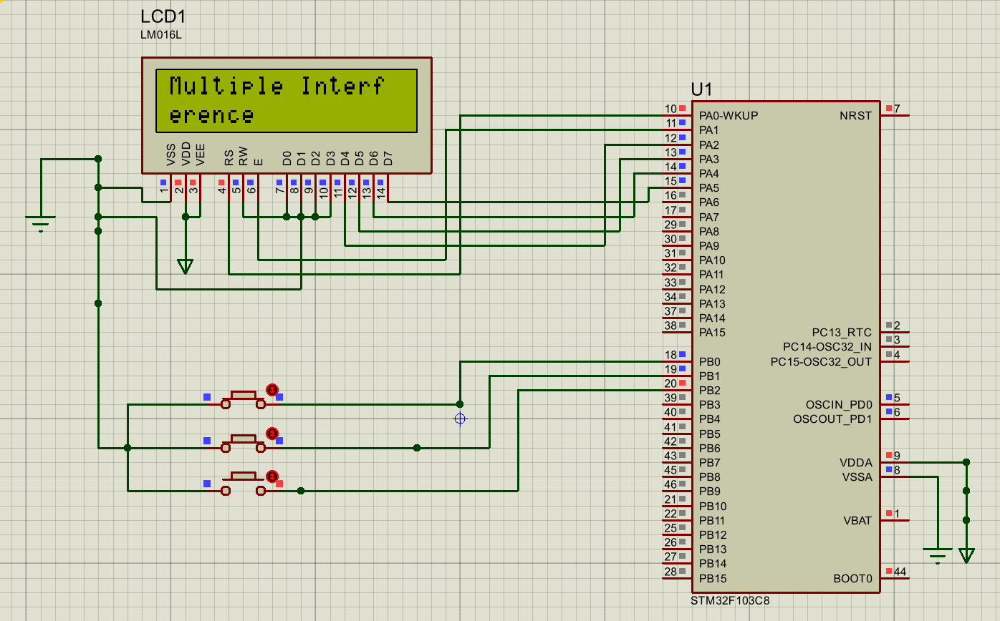 LCD1
LM016L
Multiple Interf
erence
VSS VDD VEE RS RW E D0 D1 D2 D3 D4 D5 D6 D7
1 2 3 4 5 6 7 8 9 10 11 12 13 14
U1
10 PA0-WKUP NRST 7
11 PA1
12 PA2
13 PA3
14 PA4
15 PA5
16 PA6
17 PA7
29 PA8
30 PA9
31 PA10
32 PA11
33 PA12
34 PA13
37 PA14
38 PA15 PC13_RTC 2
PC14-OSC32_IN 3
18 PB0 PC15-OSC32_OUT 4
19 PB1
20 PB2
39 PB3 OSCIN_PD0 5
40 PB4 OSCOUT_PD1 6
41 PB5
42 PB6
43 PB7 VDDA 9
45 PB8 VSSA 8
46 PB9
21 PB10
22 PB11 VBAT 1
25 PB12
26 PB13
27 PB14
28 PB15 BOOT0 44
STM32F103C8